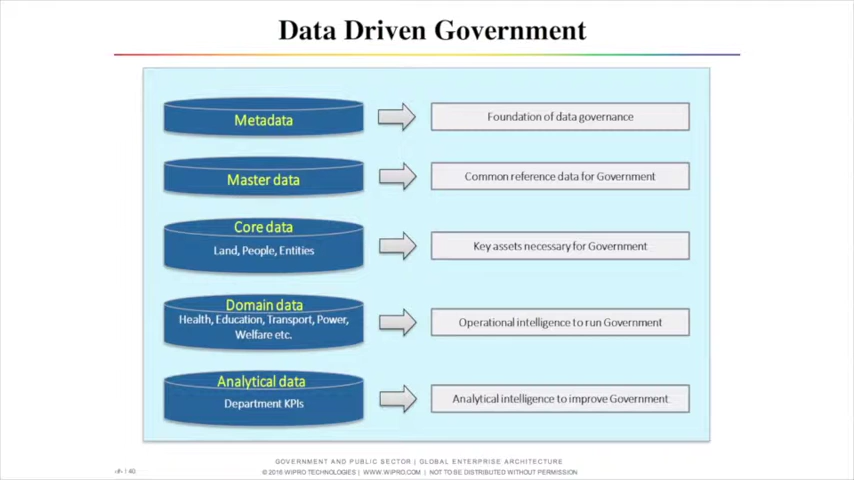 Data Driven Government
Metadata
Foundation of data governance
Master data
Common reference data for Government
Core data
Land, People, Entities
Key assets necessary for Government
Domain data
Health, Education, Transport, Power,
Welfare etc.
Operational intelligence to run Government
Analytical data
Department KPIs
Analytical intelligence to improve Government
GOVERNMENT AND PUBLIC SECTOR | GLOBAL ENTERPRISE ARCHITECTURE
© 2016 WIPRO TECHNOLOGIES | WWW.WIPRO.COM | NOT TO BE DISTRIBUTED WITHOUT PERMISSION